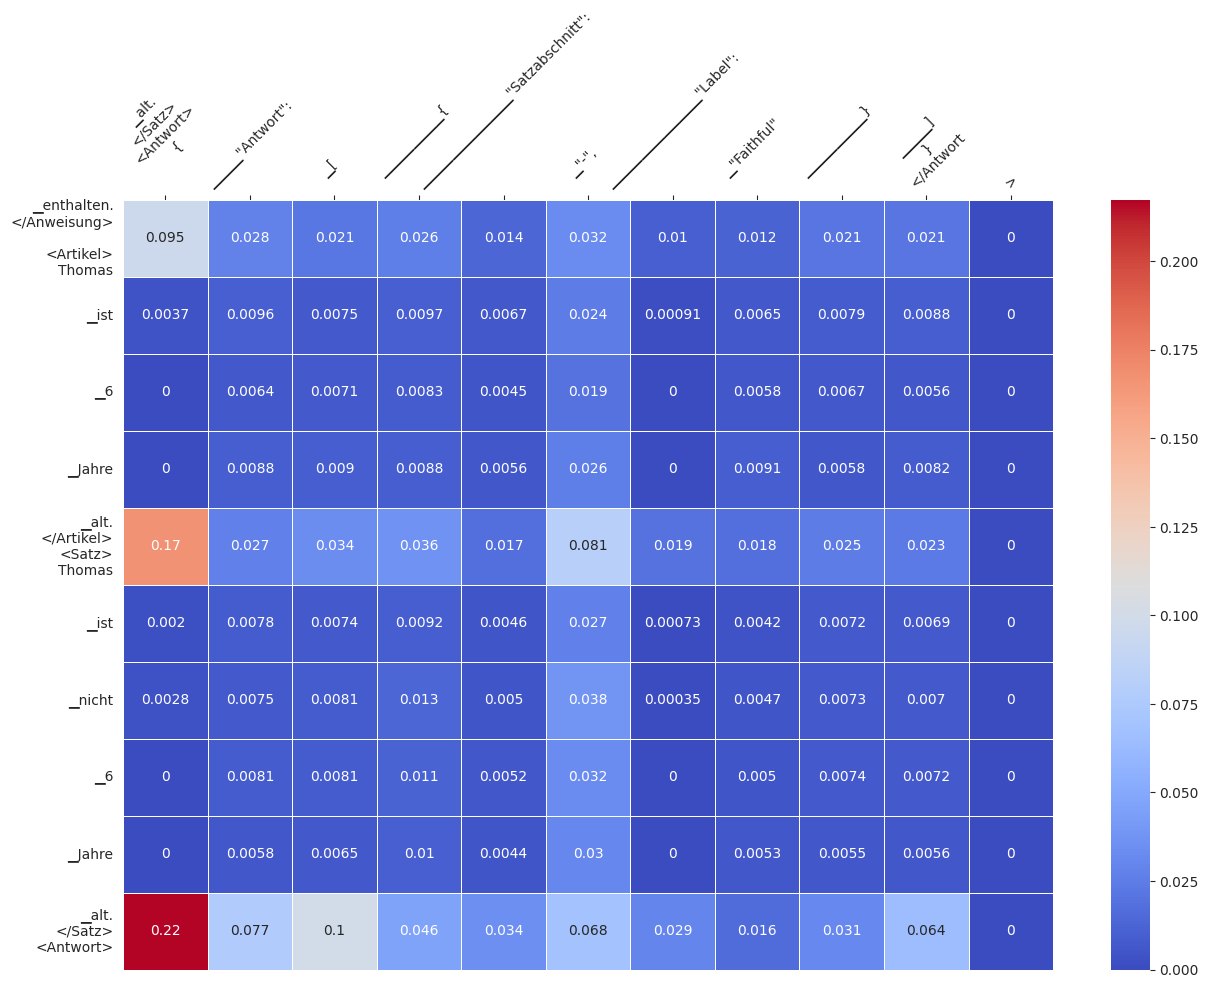 ▁alt.
</Satz>
<Antwort>
{
"Antwort":
[
{
"Satzabschnitt":
"-",
"Label":
"Faithful"
}
]
}
</Antwort
>
▁enthalten.
</Anweisung>
<Artikel>
Thomas
0.095 0.028 0.021 0.026 0.014 0.032 0.01 0.012 0.021 0.021 0
▁ist 0.0037 0.0096 0.0075 0.0097 0.0067 0.024 0.00091 0.0065 0.0079 0.0088 0
▁6 0 0.0064 0.0071 0.0083 0.0045 0.019 0 0.0058 0.0067 0.0056 0
▁Jahre 0 0.0088 0.009 0.0088 0.0056 0.026 0 0.0091 0.0058 0.0082 0
▁alt.
</Artikel>
<Satz>
Thomas
0.17 0.027 0.034 0.036 0.017 0.081 0.019 0.018 0.025 0.023 0
▁ist 0.002 0.0078 0.0074 0.0092 0.0046 0.027 0.00073 0.0042 0.0072 0.0069 0
▁nicht 0.0028 0.0075 0.0081 0.013 0.005 0.038 0.00035 0.0047 0.0073 0.007 0
▁6 0 0.0081 0.0081 0.011 0.0052 0.032 0 0.005 0.0074 0.0072 0
▁Jahre 0 0.0058 0.0065 0.01 0.0044 0.03 0 0.0053 0.0055 0.0056 0
▁alt.
</Satz>
<Antwort>
0.22 0.077 0.1 0.046 0.034 0.068 0.029 0.016 0.031 0.064 0
0.200
0.175
0.150
0.125
0.100
0.075
0.050
0.025
0.000